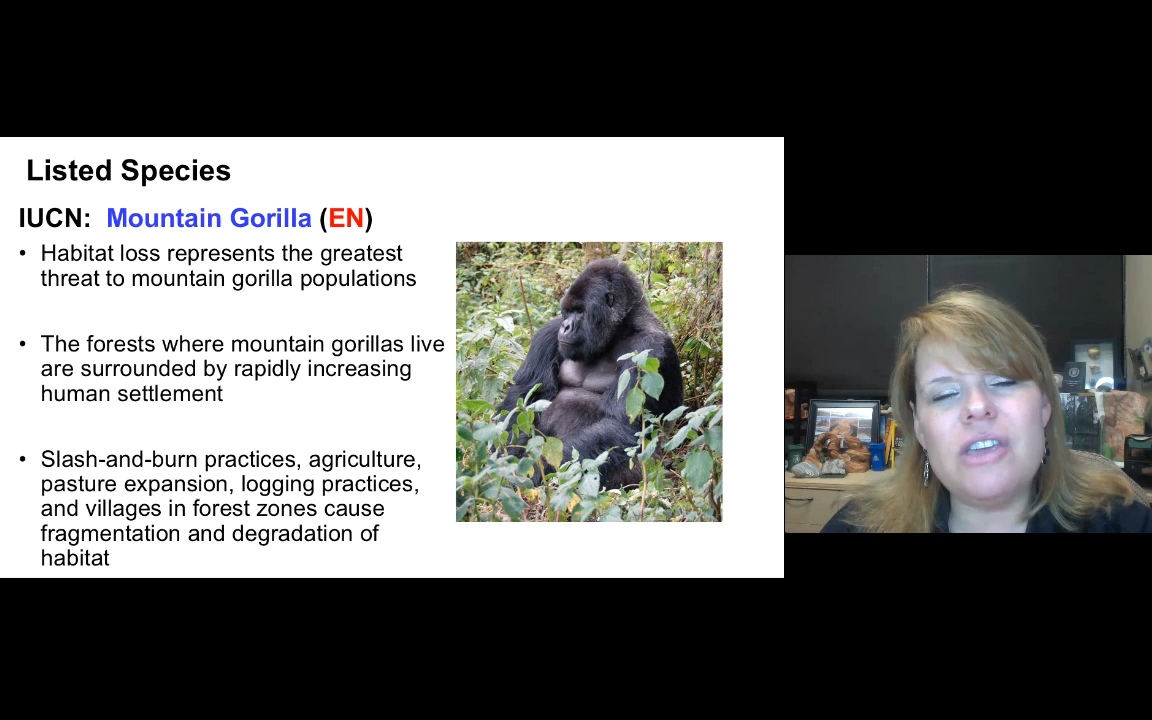 Listed Species
IUCN: Mountain Gorilla (EN)
• Habitat loss represents the greatest
threat to mountain gorilla populations
• The forests where mountain gorillas live
are surrounded by rapidly increasing
human settlement
• Slash-and-burn practices, agriculture,
pasture expansion, logging practices,
and villages in forest zones cause
fragmentation and degradation of
habitat